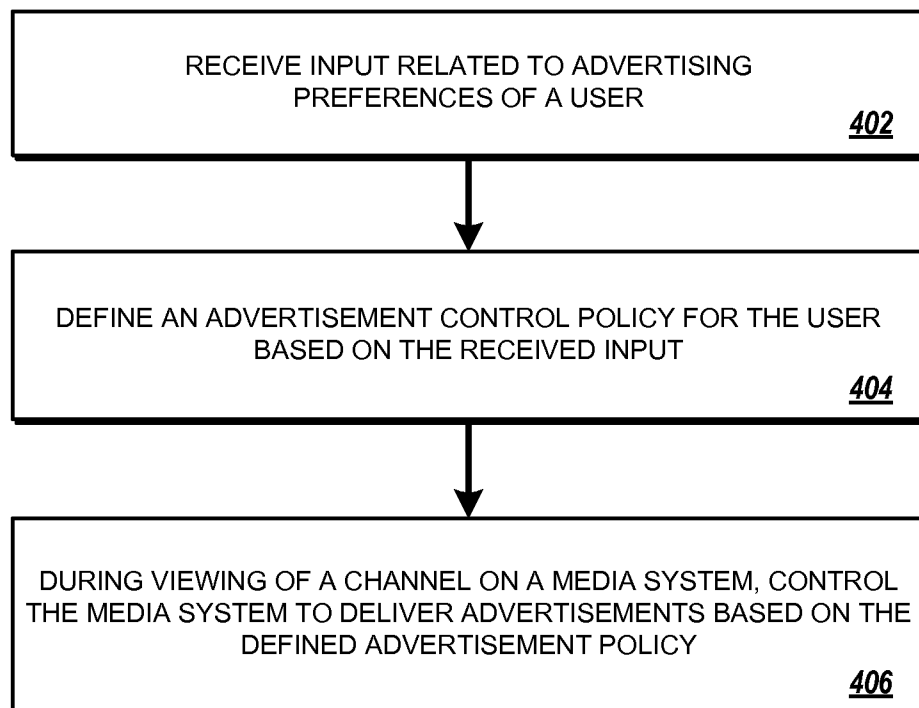 RECEIVE INPUT RELATED TO ADVERTISING
PREFERENCES OF A USER
402
DEFINE AN ADVERTISEMENT CONTROL POLICY FOR THE USER
BASED ON THE RECEIVED INPUT
404
DURING VIEWING OF A CHANNEL ON A MEDIA SYSTEM, CONTROL
THE MEDIA SYSTEM TO DELIVER ADVERTISEMENTS BASED ON THE
DEFINED ADVERTISEMENT POLICY
406